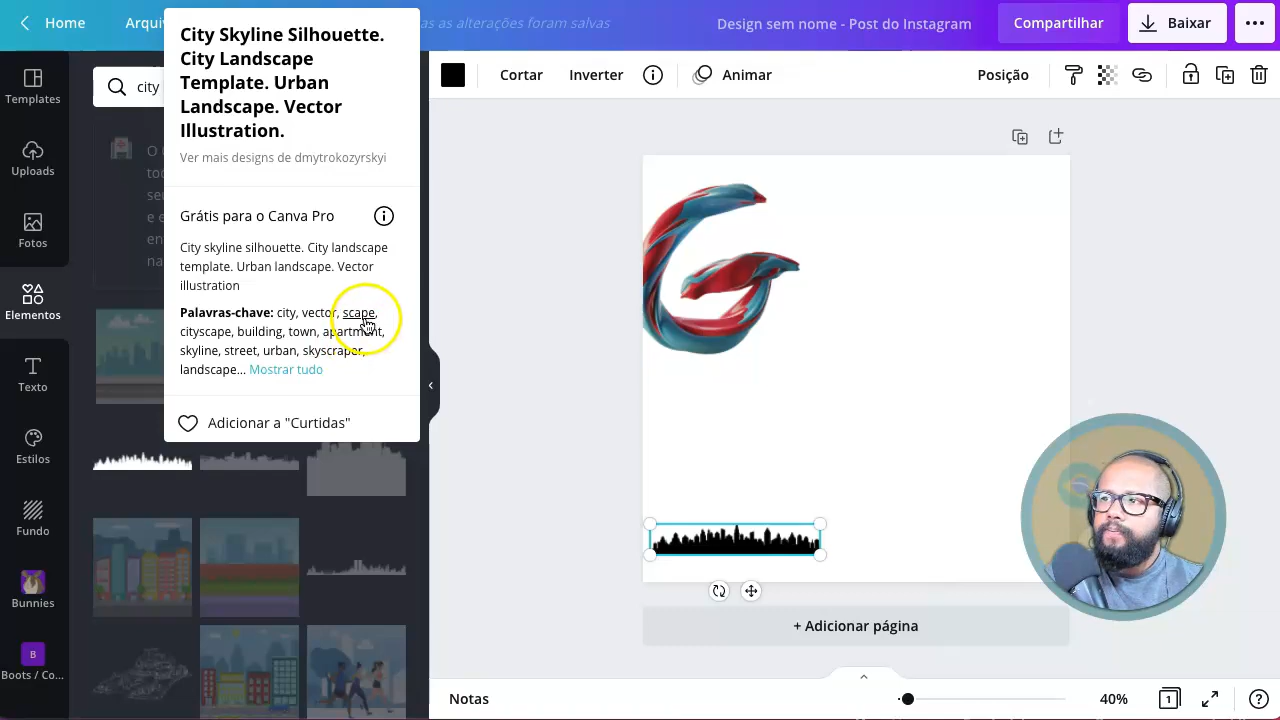 Home
Arqui
as as alterações foram salvas
Design sem nome - Post do Instagram
Compartilhar
Baixar
Templates
Uploads
Fotos
Elementos
Texto
Estilos
Fundo
Bunnies
B
Boots / Co...
city
City Skyline Silhouette.
City Landscape
Template. Urban
Landscape. Vector
Illustration.
Ver mais designs de dmytrokozyrskyi
Grátis para o Canva Pro
City skyline silhouette. City landscape
template. Urban landscape. Vector
illustration
Palavras-chave: city, vector, scape,
cityscape, building, town, apartment,
skyline, street, urban, skyscraper,
landscape... Mostrar tudo
Adicionar a "Curtidas"
Cortar
Inverter
Animar
Posição
G
+ Adicionar página
Notas
40%
1